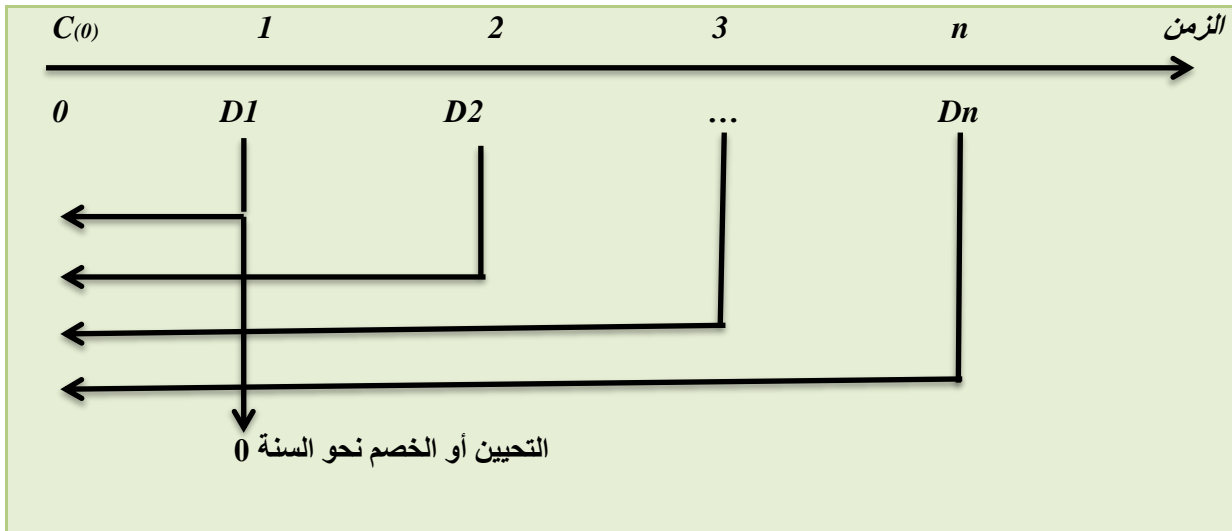 C(0) 1 2 3 n الزمن
0 D1 D2 ... Dn
التحيين أو الخصم نحو السنة 0